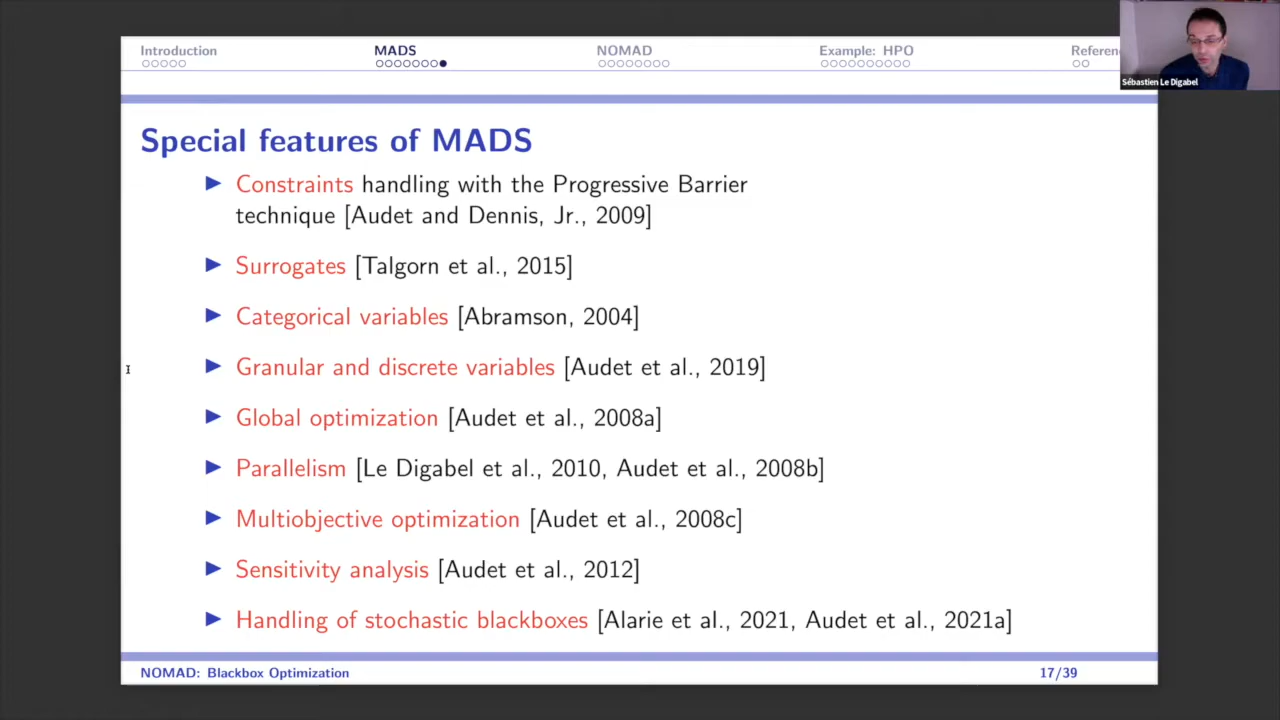 Introduction
MADS
NOMAD
Example: HPO
Sébastien Le Digabel
Special features of MADS
Constraints handling with the Progressive Barrier
technique [Audet and Dennis, Jr., 2009]
Surrogates [Talgorn et al., 2015]
Categorical variables [Abramson, 2004]
Granular and discrete variables [Audet et al., 2019]
Global optimization [Audet et al., 2008a]
Parallelism [Le Digabel et al., 2010, Audet et al., 2008b]
Multiobjective optimization [Audet et al., 2008c]
Sensitivity analysis [Audet et al., 2012]
Handling of stochastic blackboxes [Alarie et al., 2021, Audet et al., 2021a]
NOMAD: Blackbox Optimization
17/39